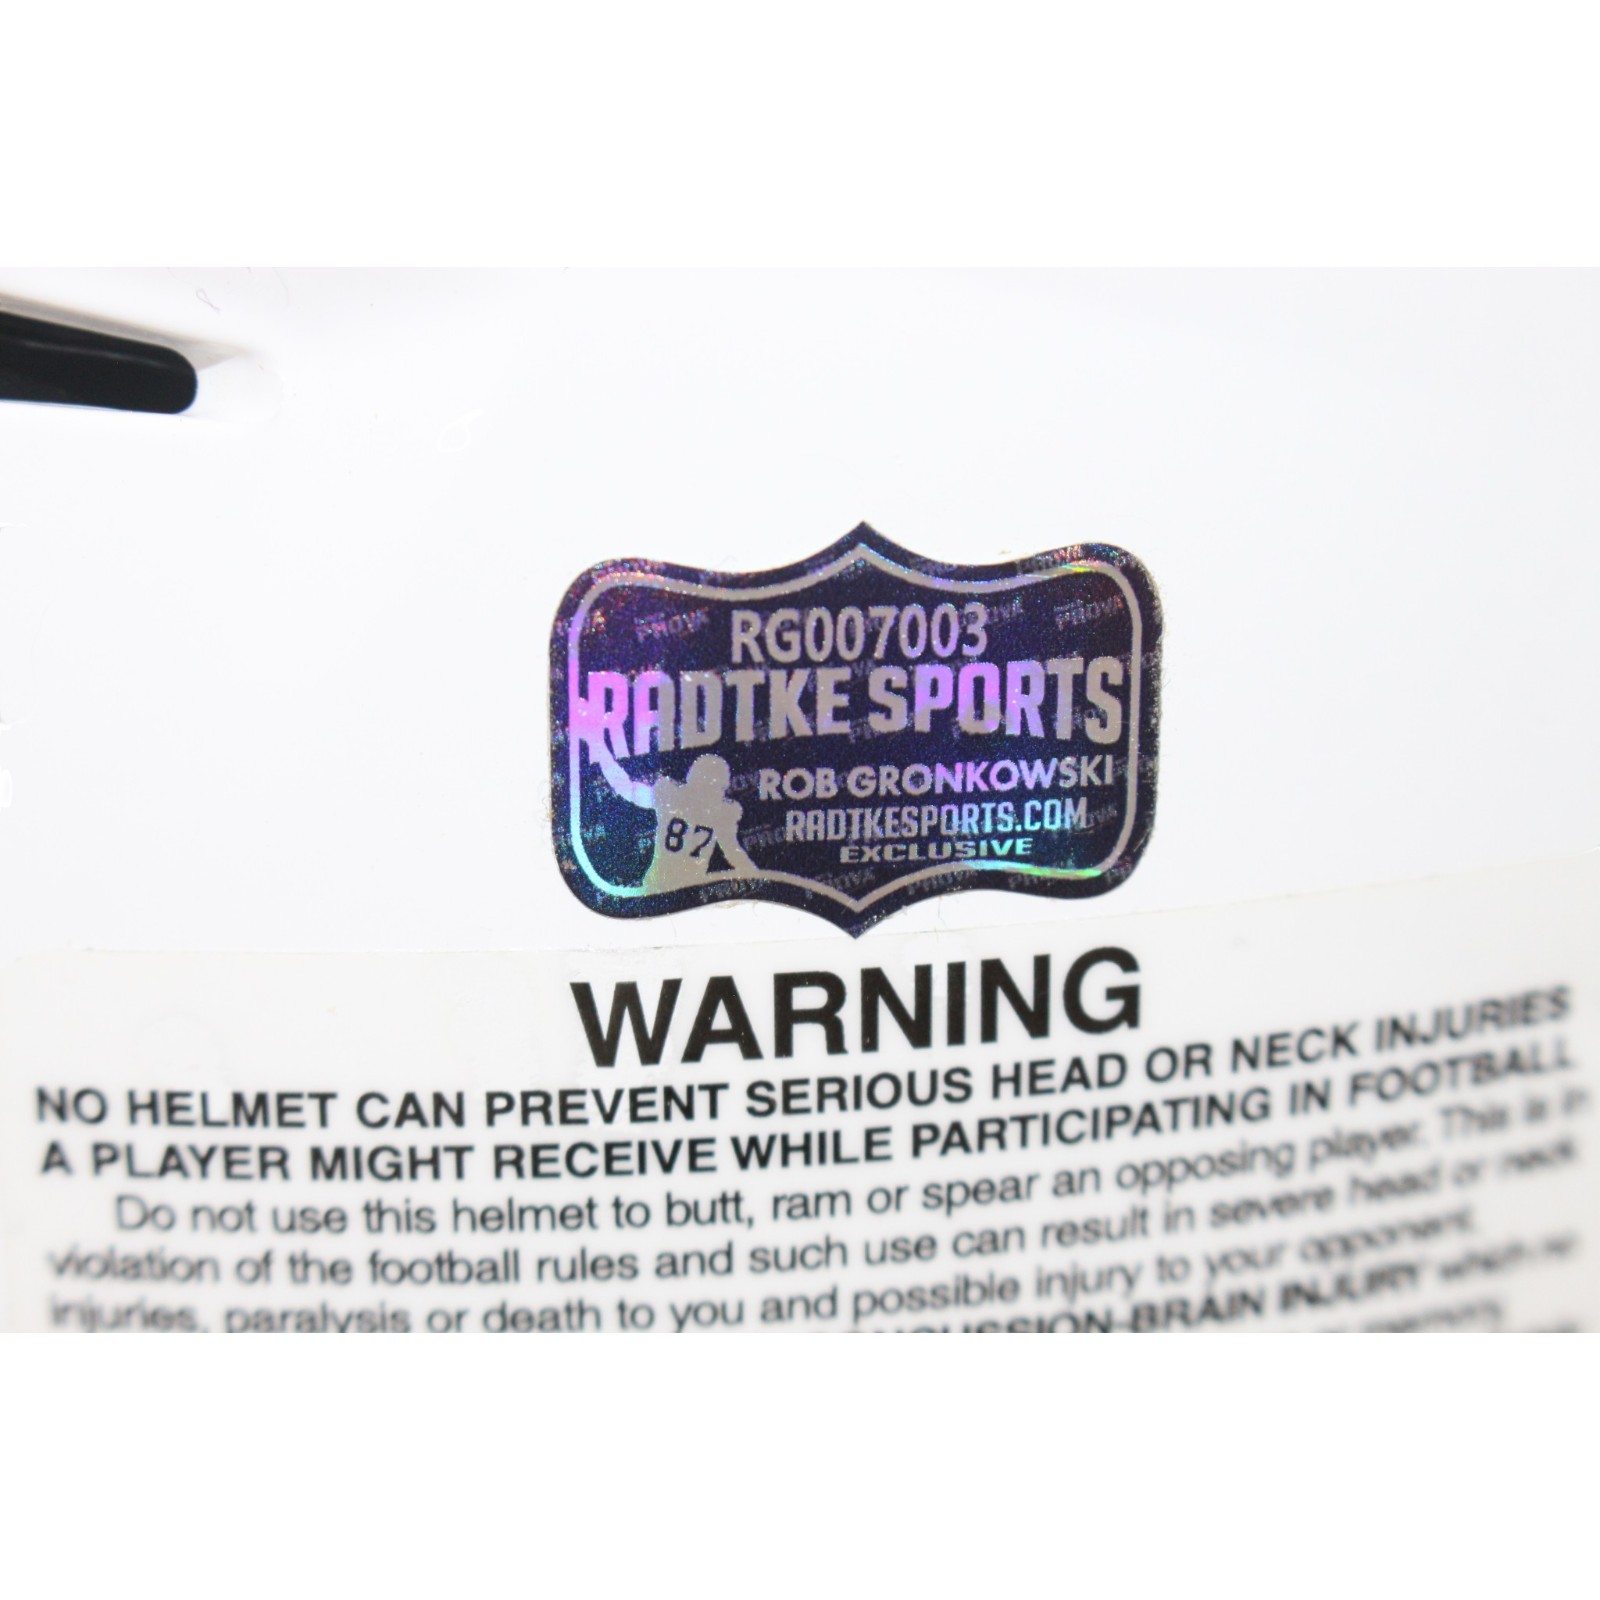 RG007003
RADTKE SPORTS
ROB GRONKOWSKI
87
RADTKESPORTS.COM
EXCLUSIVE
WARNING
NO HELMET CAN PREVENT SERIOUS HEAD OR NECK INJURIES
A PLAYER MIGHT RECEIVE WHILE PARTICIPATING IN FOOTBALL
Do not use this helmet to butt, ram or spear an opposing player. This is in
violation of the football rules and such use can result in severe head or neck
injuries, paralysis or death to you and possible injury to your opponent.
CONCUSSION-BRAIN INJURY